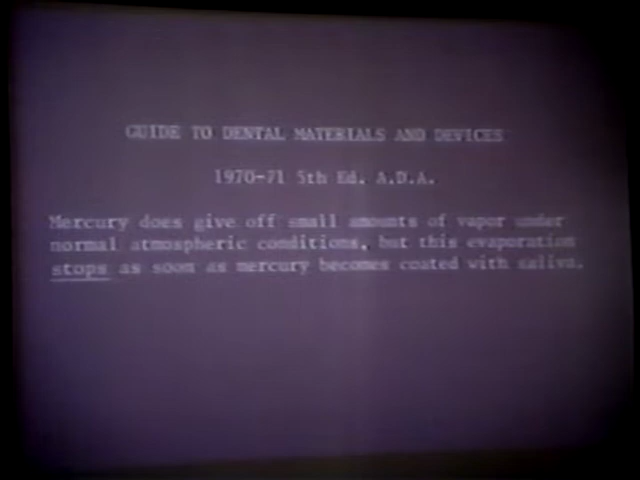 GUIDE TO DENTAL MATERIALS AND DEVICES
1970-71 5th Ed. A.D.A.
Mercury does give off small amounts of vapor under
normal atmospheric conditions, but this evaporation
stops as soon as mercury becomes coated with saliva.